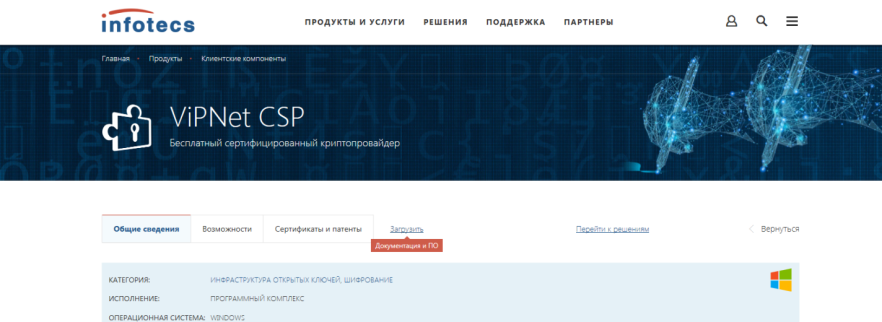 infotecs
ПРОДУКТЫ И УСЛУГИ РЕШЕНИЯ ПОДДЕРЖКА ПАРТНЕРЫ
Главная Продукты Клиентские компоненты
ViPNet CSP
Бесплатный сертифицированный криптопровайдер
Общие сведения Возможности Сертификаты и патенты Загрузить Перейти к решениям Вернуться
Документация и ПО
КАТЕГОРИЯ: ИНФРАСТРУКТУРА ОТКРЫТЫХ КЛЮЧЕЙ, ШИФРОВАНИЕ
ИСПОЛНЕНИЕ: ПРОГРАММНЫЙ КОМПЛЕКС
ОПЕРАЦИОННАЯ СИСТЕМА: WINDOWS